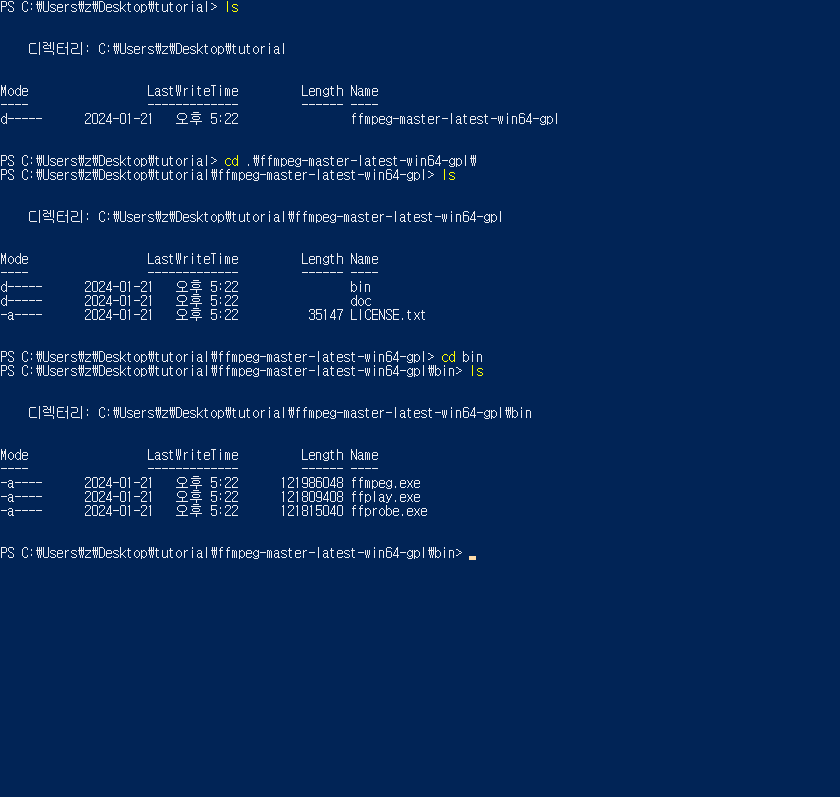 PS C:₩Users₩z₩Desktop₩tutorial> ls
디렉터리: C:₩Users₩z₩Desktop₩tutorial
Mode LastWriteTime Length Name
---- ------------- ------ ----
d----- 2024-01-21 오후 5:22 ffmpeg-master-latest-win64-gpl
PS C:₩Users₩z₩Desktop₩tutorial> cd .₩ffmpeg-master-latest-win64-gpl₩
PS C:₩Users₩z₩Desktop₩tutorial₩ffmpeg-master-latest-win64-gpl> ls
디렉터리: C:₩Users₩z₩Desktop₩tutorial₩ffmpeg-master-latest-win64-gpl
Mode LastWriteTime Length Name
---- ------------- ------ ----
d----- 2024-01-21 오후 5:22 bin
d----- 2024-01-21 오후 5:22 doc
-a---- 2024-01-21 오후 5:22 35147 LICENSE.txt
PS C:₩Users₩z₩Desktop₩tutorial₩ffmpeg-master-latest-win64-gpl> cd bin
PS C:₩Users₩z₩Desktop₩tutorial₩ffmpeg-master-latest-win64-gpl₩bin> ls
디렉터리: C:₩Users₩z₩Desktop₩tutorial₩ffmpeg-master-latest-win64-gpl₩bin
Mode LastWriteTime Length Name
---- ------------- ------ ----
-a---- 2024-01-21 오후 5:22 121986048 ffmpeg.exe
-a---- 2024-01-21 오후 5:22 121809408 ffplay.exe
-a---- 2024-01-21 오후 5:22 121815040 ffprobe.exe
PS C:₩Users₩z₩Desktop₩tutorial₩ffmpeg-master-latest-win64-gpl₩bin>